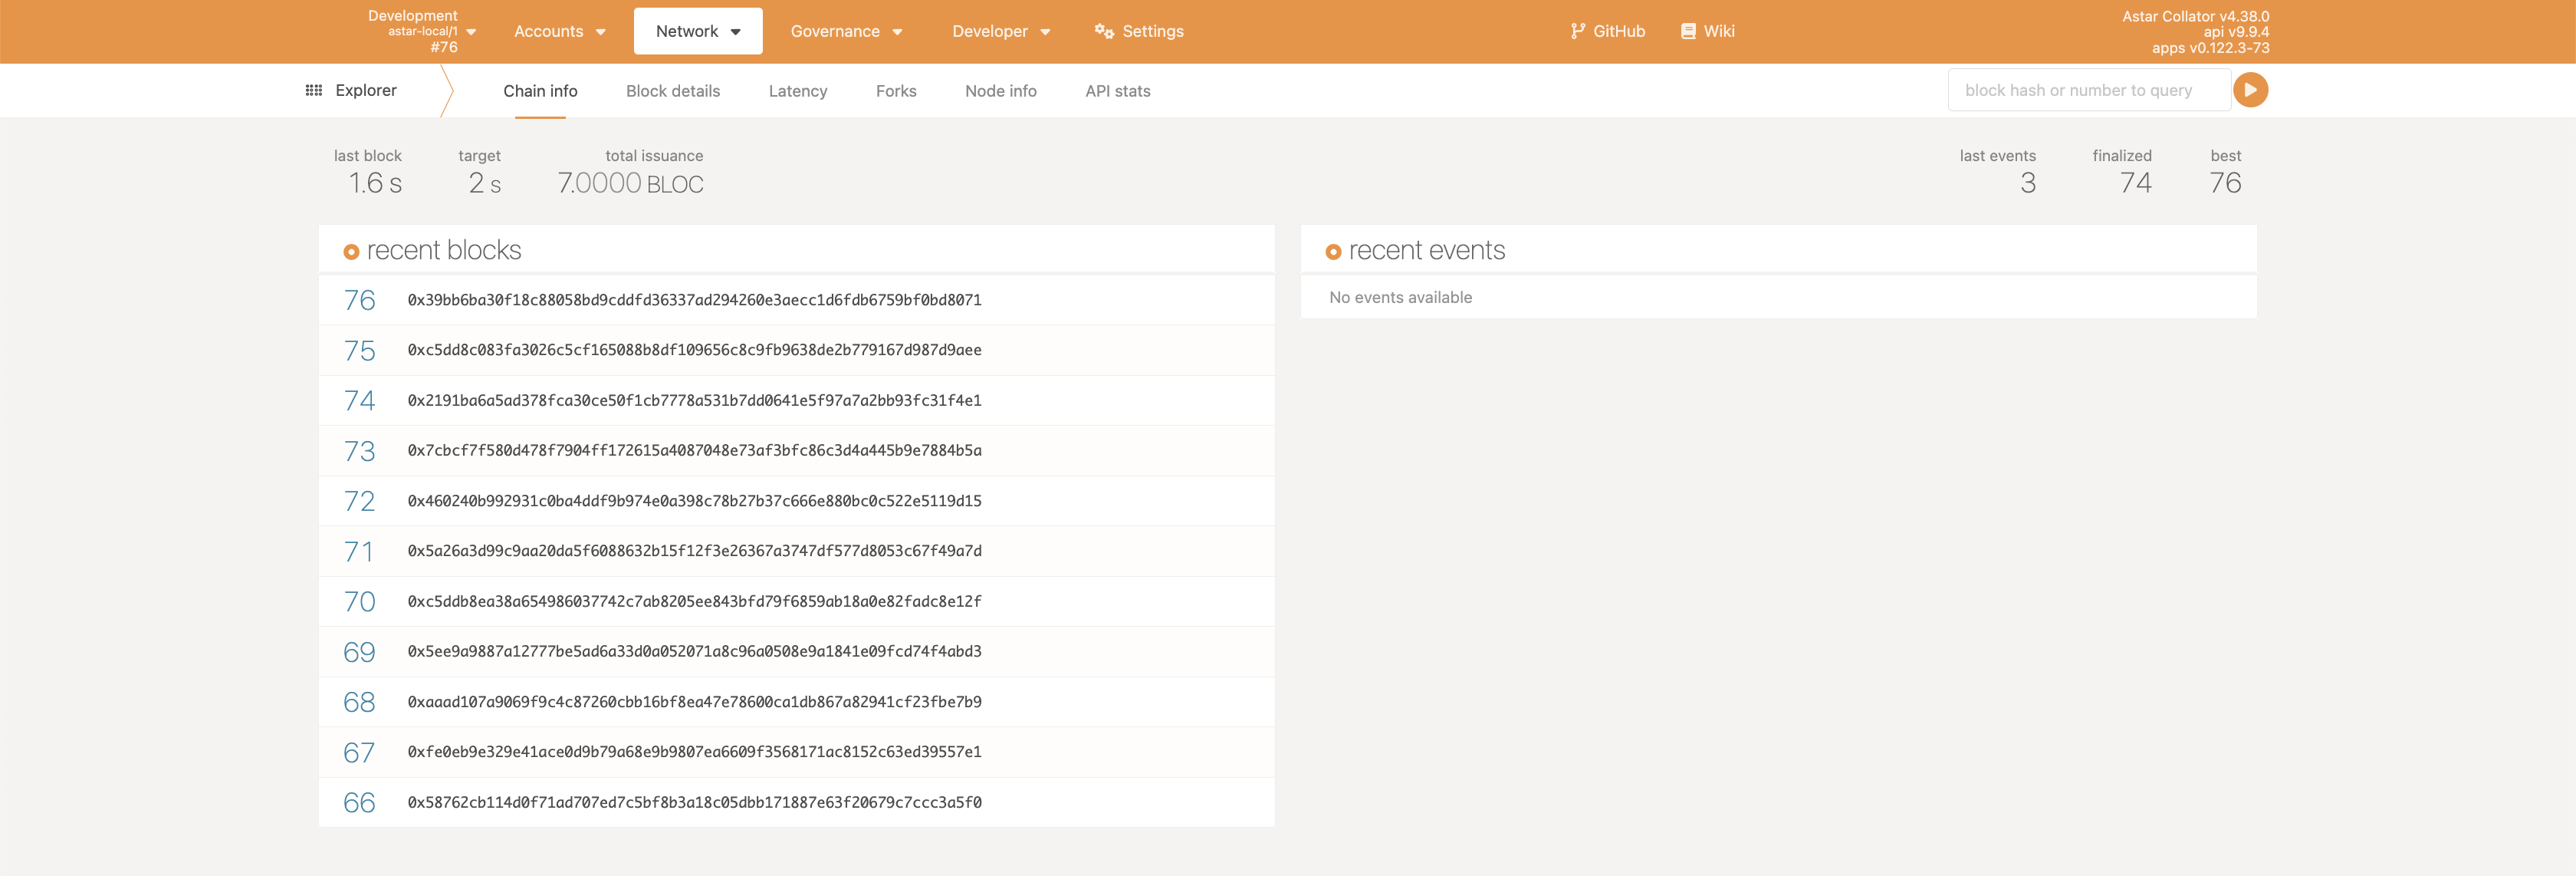 Development
astar-local/1
#76
Accounts
Network
Governance
Developer
Settings
GitHub
Wiki
Astar Collator v4.38.0
api v9.9.4
apps v0.122.3-73
Explorer
Chain info
Block details
Latency
Forks
Node info
API stats
block hash or number to query
last block
1.6 s
target
2 s
total issuance
7.0000 BLOC
last events
3
finalized
74
best
76
recent blocks
76 0x39bb6ba30f18c88058bd9cddfd36337ad294260e3aecc1d6fdb6759bf0bd8071
75 0xc5dd8c083fa3026c5cf165088b8df109656c8c9fb9638de2b779167d987d9aee
74 0x2191ba6a5ad378fca30ce50f1cb7778a531b7dd0641e5f97a7a2bb93fc31f4e1
73 0x7cbcf7f580d478f7904ff172615a4087048e73af3bfc86c3d4a445b9e7884b5a
72 0x460240b992931c0ba4ddf9b974e0a398c78b27b37c666e880bc0c522e5119d15
71 0x5a26a3d99c9aa20da5f6088632b15f12f3e26367a3747df577d8053c67f49a7d
70 0xc5ddb8ea38a654986037742c7ab8205ee843bfd79f6859ab18a0e82fadc8e12f
69 0x5ee9a9887a12777be5ad6a33d0a052071a8c96a0508e9a1841e09fcd74f4abd3
68 0xaaad107a9069f9c4c87260cbb16bf8ea47e78600ca1db867a82941cf23fbe7b9
67 0xfe0eb9e329e41ace0d9b79a68e9b9807ea6609f3568171ac8152c63ed39557e1
66 0x58762cb114d0f71ad707ed7c5bf8b3a18c05dbb171887e63f20679c7ccc3a5f0
recent events
No events available